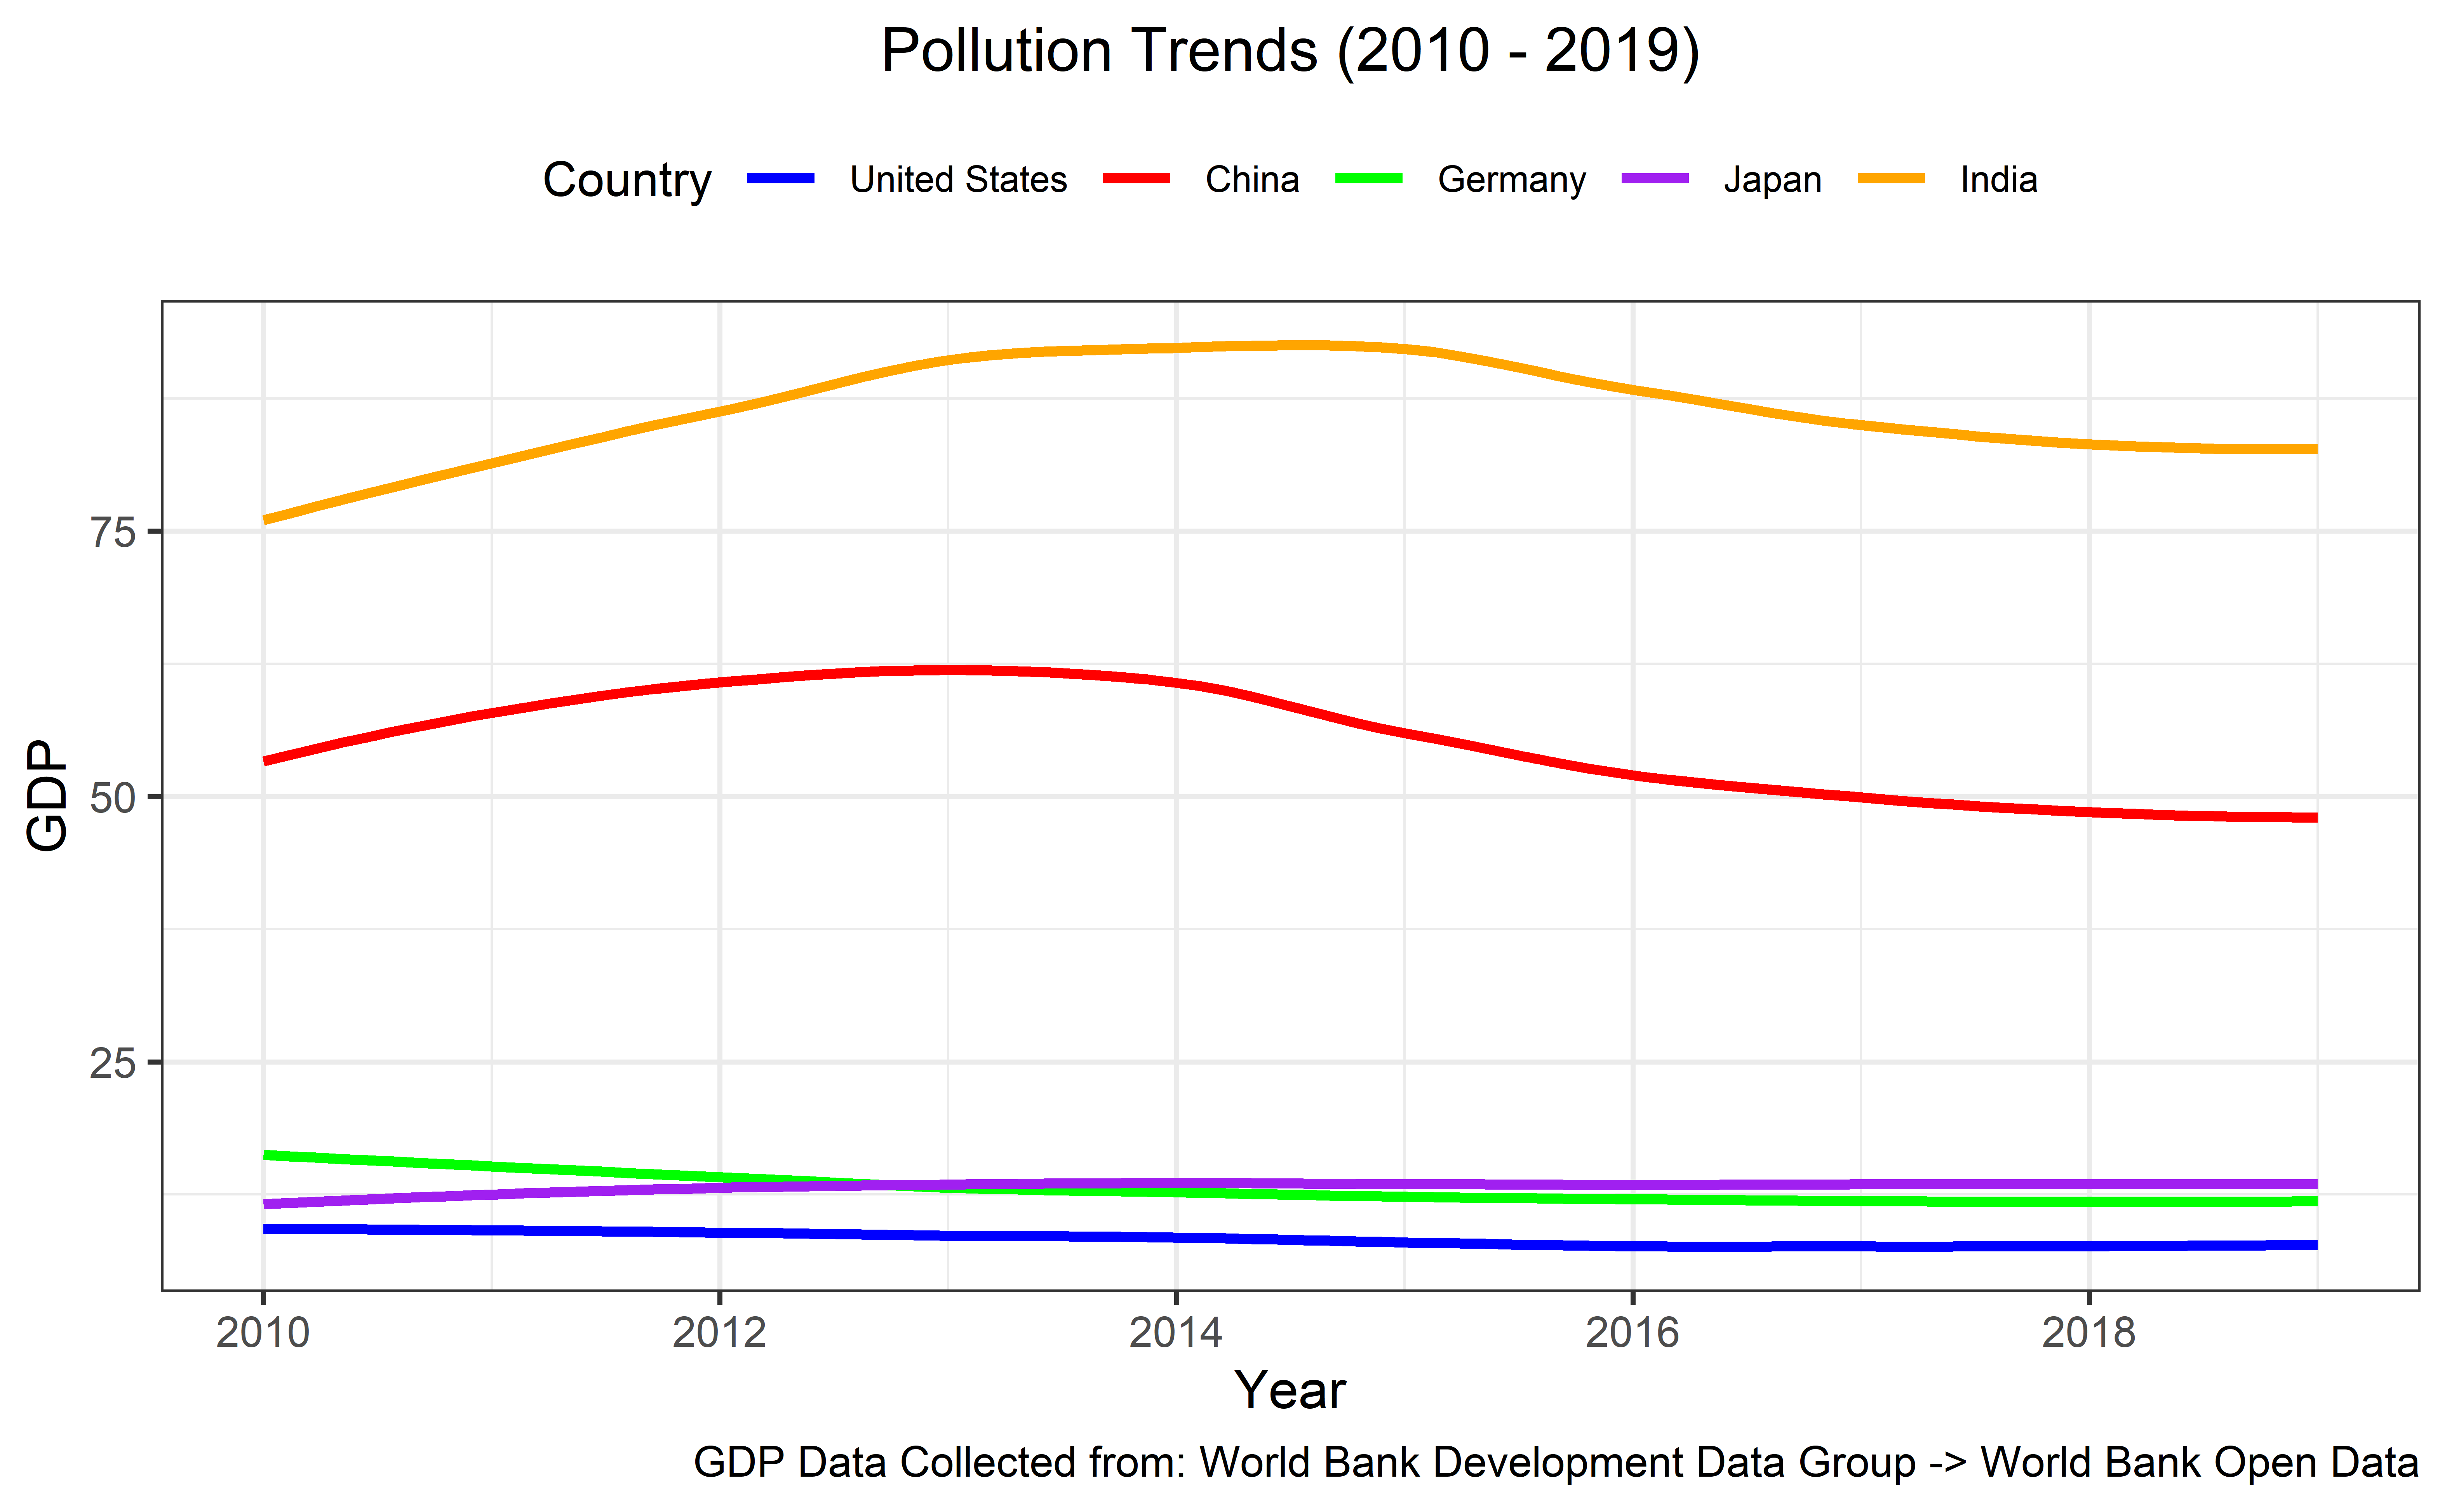 Pollution Trends (2010 - 2019)
Country United States China Germany Japan India
75
50
25
GDP
2010 2012 2014 2016 2018
Year
GDP Data Collected from: World Bank Development Data Group -> World Bank Open Data